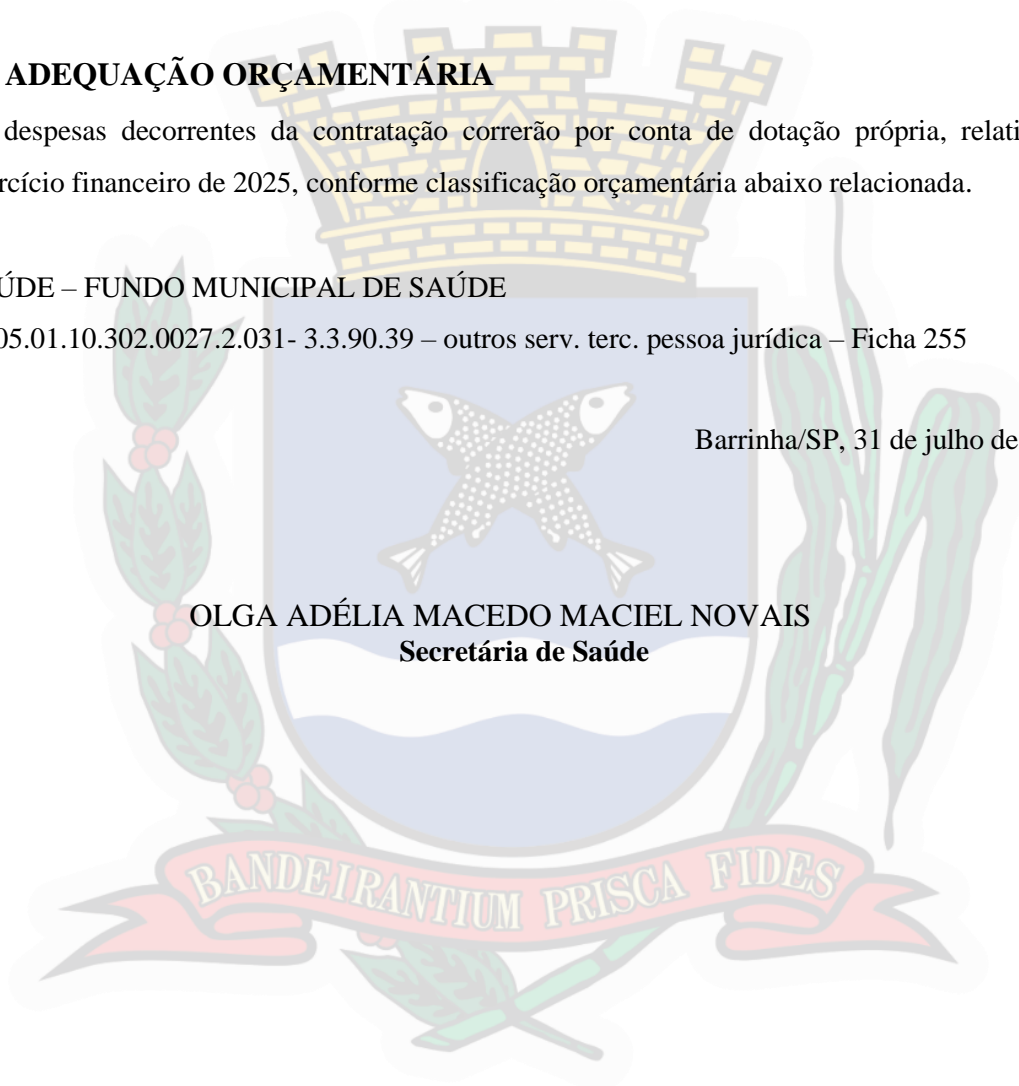 ADEQUAÇÃO ORÇAMENTÁRIA
despesas decorrentes da contratação correrão por conta de dotação própria, relati
rcício financeiro de 2025, conforme classificação orçamentária abaixo relacionada.
ÚDE – FUNDO MUNICIPAL DE SAÚDE
05.01.10.302.0027.2.031- 3.3.90.39 – outros serv. terc. pessoa jurídica – Ficha 255
Barrinha/SP, 31 de julho de
OLGA ADÉLIA MACEDO MACIEL NOVAIS
Secretária de Saúde
BANDEIRANTIUM PRISCA FIDES